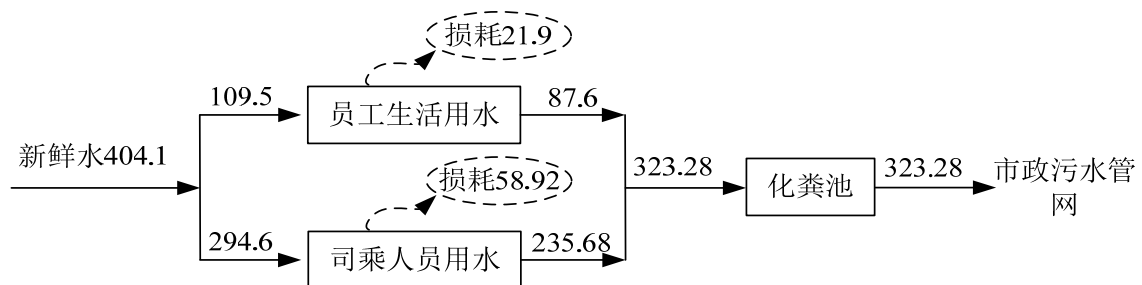 损耗21.9
109.5
员工生活用水
87.6
新鲜水404.1
损耗58.92
323.28
化粪池
323.28
市政污水管
网
294.6
司乘人员用水
235.68